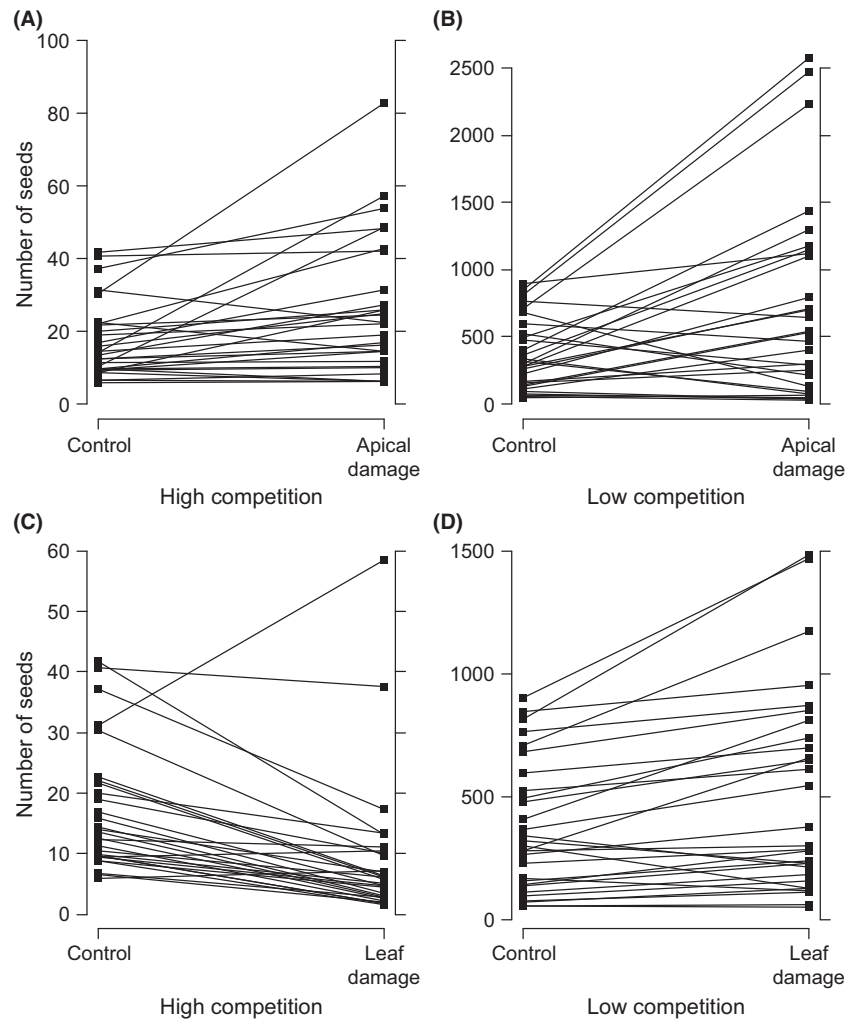 (A)
100
80
60
40
20
0
Number of seeds
Control
Apical
damage
High competition
(B)
2500
2000
1500
1000
500
0
Control
Apical
damage
Low competition
(C)
60
50
40
30
20
10
0
Number of seeds
Control
Leaf
damage
High competition
(D)
1500
1000
500
0
Control
Leaf
damage
Low competition